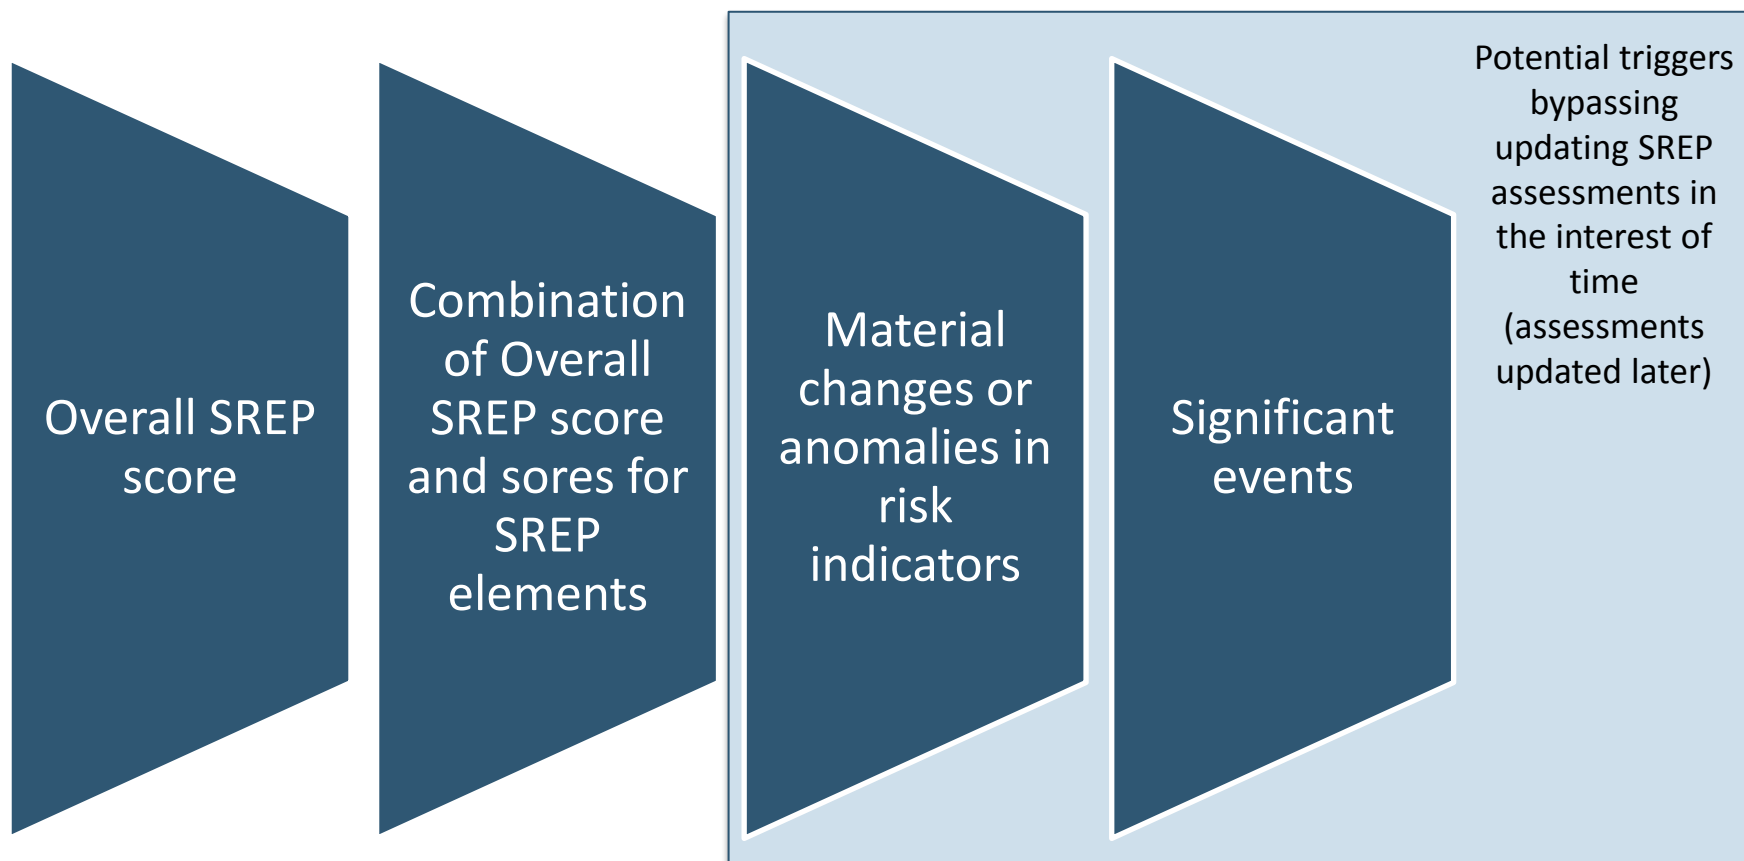 Overall SREP
score
Combination
of Overall
SREP score
and sores for
SREP
elements
Material
changes or
anomalies in
risk
indicators
Significant
events
Potential triggers
bypassing
updating SREP
assessments in
the interest of
time
(assessments
updated later)